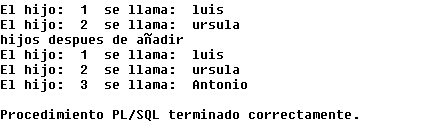 El hijo:  1  se llama:  luis
El hijo:  2  se llama:  ursula
hijos despues de añadir
El hijo:  1  se llama:  luis
El hijo:  2  se llama:  ursula
El hijo:  3  se llama:  Antonio
Procedimiento PL/SQL terminado correctamente.